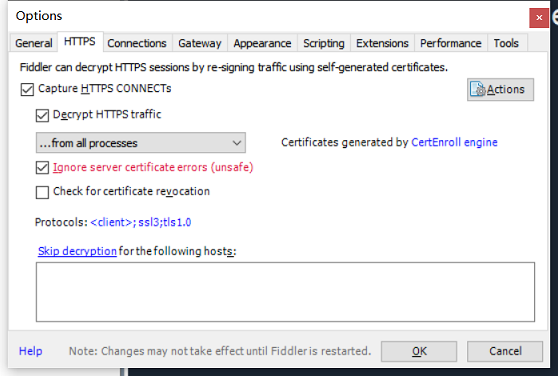 Options
General HTTPS Connections Gateway Appearance Scripting Extensions Performance Tools
Fiddler can decrypt HTTPS sessions by re-signing traffic using self-generated certificates.
Capture HTTPS CONNECTs
Actions
Decrypt HTTPS traffic
...from all processes
Certificates generated by CertEnroll engine
Ignore server certificate errors (unsafe)
Check for certificate revocation
Protocols: <client>; ssl3;tls1.0
Skip decryption for the following hosts:
Help Note: Changes may not take effect until Fiddler is restarted. OK Cancel